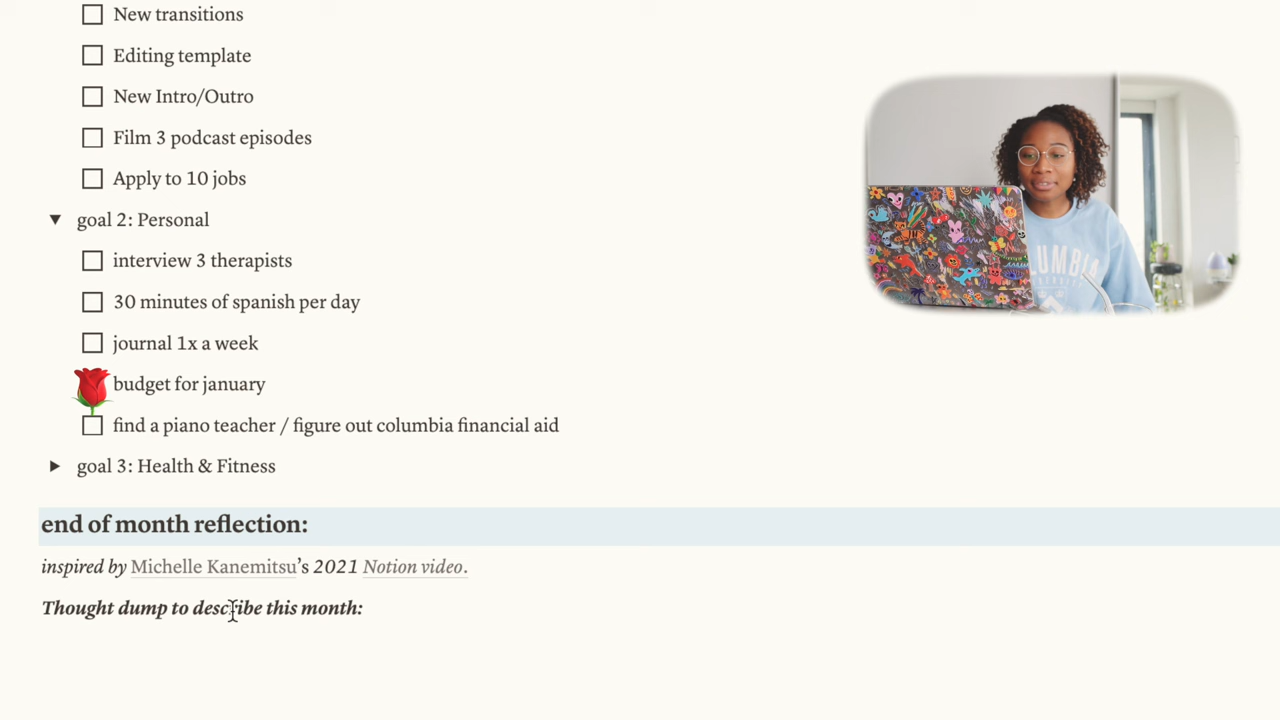 New transitions
Editing template
New Intro/Outro
Film 3 podcast episodes
Apply to 10 jobs
goal 2: Personal
interview 3 therapists
30 minutes of spanish per day
journal 1x a week
budget for january
find a piano teacher / figure out columbia financial aid
goal 3: Health & Fitness
end of month reflection:
inspired by Michelle Kanemitsu's 2021 Notion video.
Thought dump to describe this month: